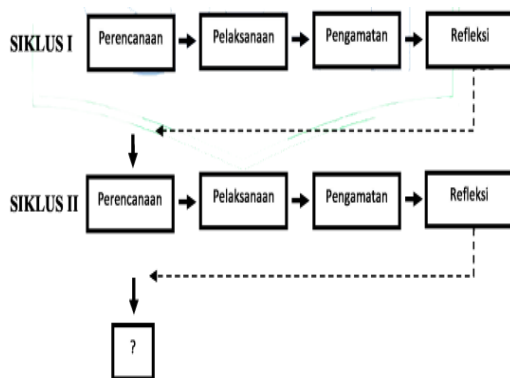 SIKLUS I
Perencanaan
Pelaksanaan
Pengamatan
Refleksi
SIKLUS II
Perencanaan
Pelaksanaan
Pengamatan
Refleksi
?